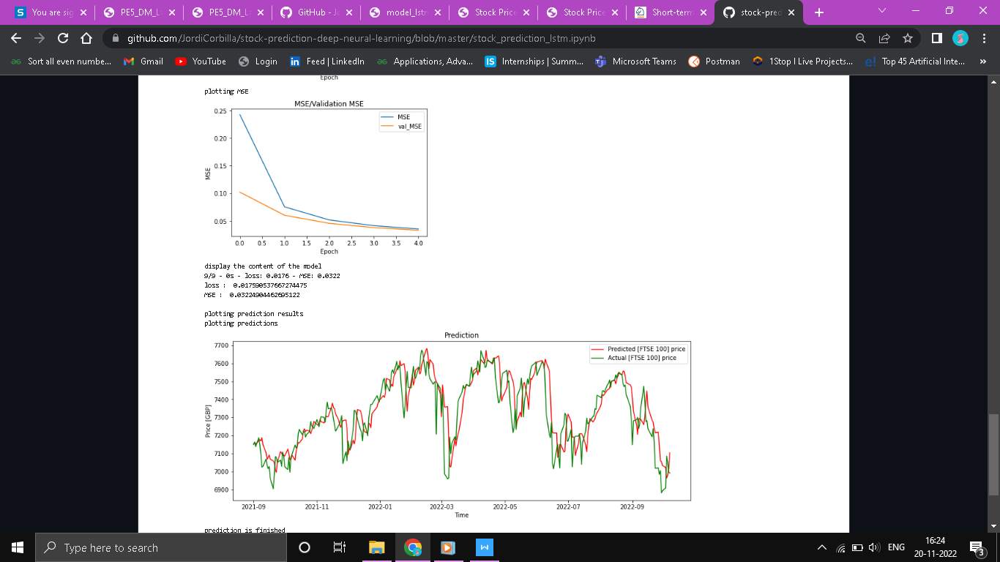 You are sig
PE5_DM_La
PE5_DM_La
GitHub - Jo
model_lstm
Stock Price
Stock Price
Short-term
stock-pred
github.com/JordiCorbilla/stock-prediction-deep-neural-learning/blob/master/stock_prediction_lstm.ipynb
Sort all even numbe...
Gmail
YouTube
Login
Feed | LinkedIn
Applications, Adva...
Internships | Summ...
Microsoft Teams
Postman
1Stop I Live Projects...
Top 45 Artificial Inte...
»
Epoch
plotting MSE
MSE/Validation MSE
0.25
0.20
0.15
0.10
0.05
MSE
MSE
val_MSE
0.0 0.5 1.0 1.5 2.0 2.5 3.0 3.5 4.0
Epoch
display the content of the model
9/9 - 0s - loss: 0.0176 - MSE: 0.0322
loss : 0.017590537667274475
MSE : 0.03224904462695122
plotting prediction results
plotting predictions
Prediction
7700
7600
7500
7400
7300
7200
7100
7000
6900
Price [GBP]
Predicted [FTSE 100] price
Actual [FTSE 100] price
2021-09 2021-11 2022-01 2022-03 2022-05 2022-07 2022-09
Time
prediction is finished
Type here to search
ENG
16:24
20-11-2022
3